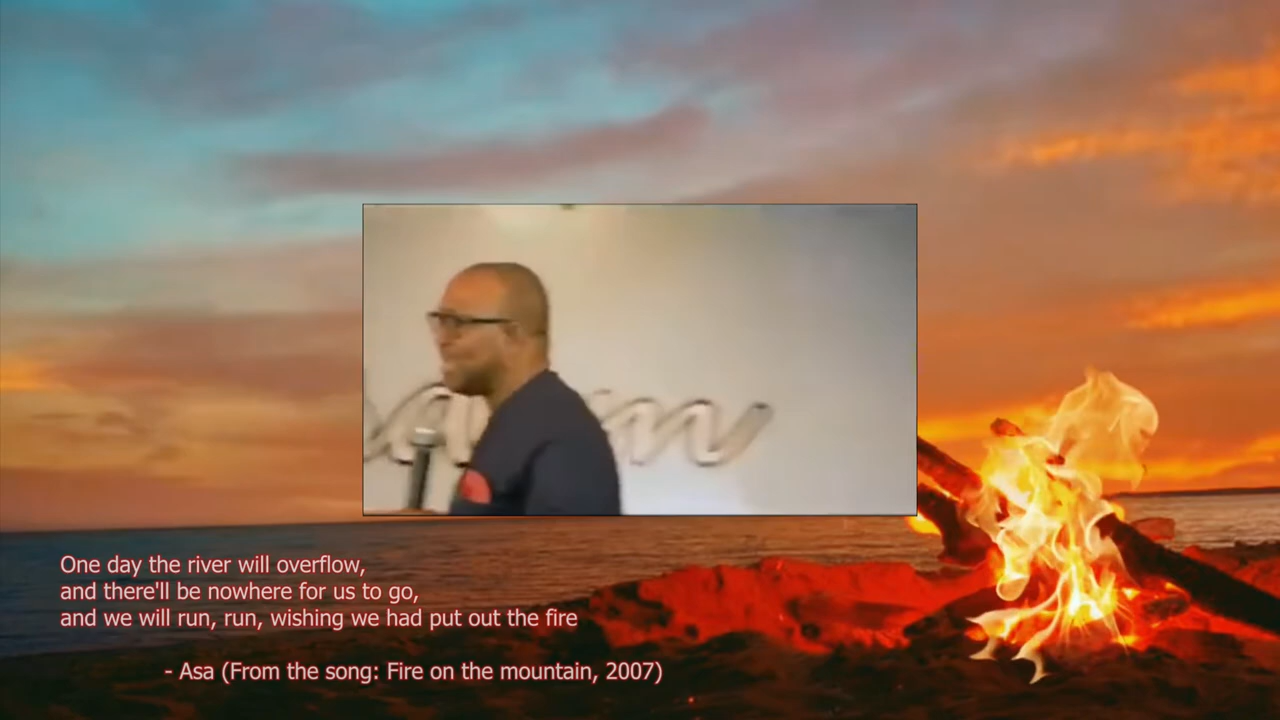 One day the river will overflow,
and there'll be nowhere for us to go,
and we will run, run, wishing we had put out the fire
- Asa (From the song: Fire on the mountain, 2007)